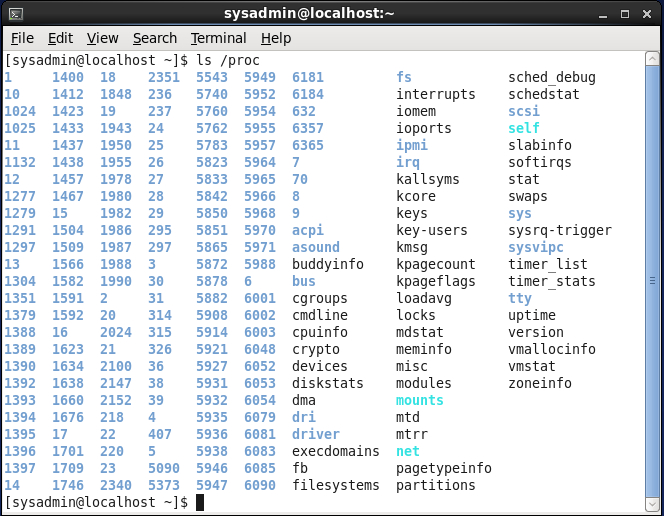 sysadmin@localhost:~
File Edit View Search Terminal Help
[sysadmin@localhost ~]$ ls /proc
1 1400 18 2351 5543 5949 6181 fs sched_debug
10 1412 1848 236 5740 5952 6184 interrupts schedstat
1024 1423 19 237 5760 5954 632 iomem scsi
1025 1433 1943 24 5762 5955 6357 ioports self
11 1437 1950 25 5783 5957 6365 ipmi slabinfo
1132 1438 1955 26 5823 5964 7 irq softirqs
12 1457 1978 27 5833 5965 70 kallsyms stat
1277 1467 1980 28 5842 5966 8 kcore swaps
1279 15 1982 29 5850 5968 9 keys sys
1291 1504 1986 295 5851 5970 acpi key-users sysrq-trigger
1297 1509 1987 297 5865 5971 asound kmsg sysvipc
13 1566 1988 3 5872 5988 buddyinfo kpagecount timer_list
1304 1582 1990 30 5878 6 bus kpageflags timer_stats
1351 1591 2 31 5882 6001 cgroups loadavg tty
1379 1592 20 314 5908 6002 cmdline locks uptime
1388 16 2024 315 5914 6003 cpuinfo mdstat version
1389 1623 21 326 5921 6048 crypto meminfo vmallocinfo
1390 1634 2100 36 5927 6052 devices misc vmstat
1392 1638 2147 38 5931 6053 diskstats modules zoneinfo
1393 1660 2152 39 5932 6054 dma mounts
1394 1676 218 4 5935 6079 dri mtd
1395 17 22 407 5936 6081 driver mtrr
1396 1701 220 5 5938 6083 execdomains net
1397 1709 23 5090 5946 6085 fb pagetypeinfo
14 1746 2340 5373 5947 6090 filesystems partitions
[sysadmin@localhost ~]$